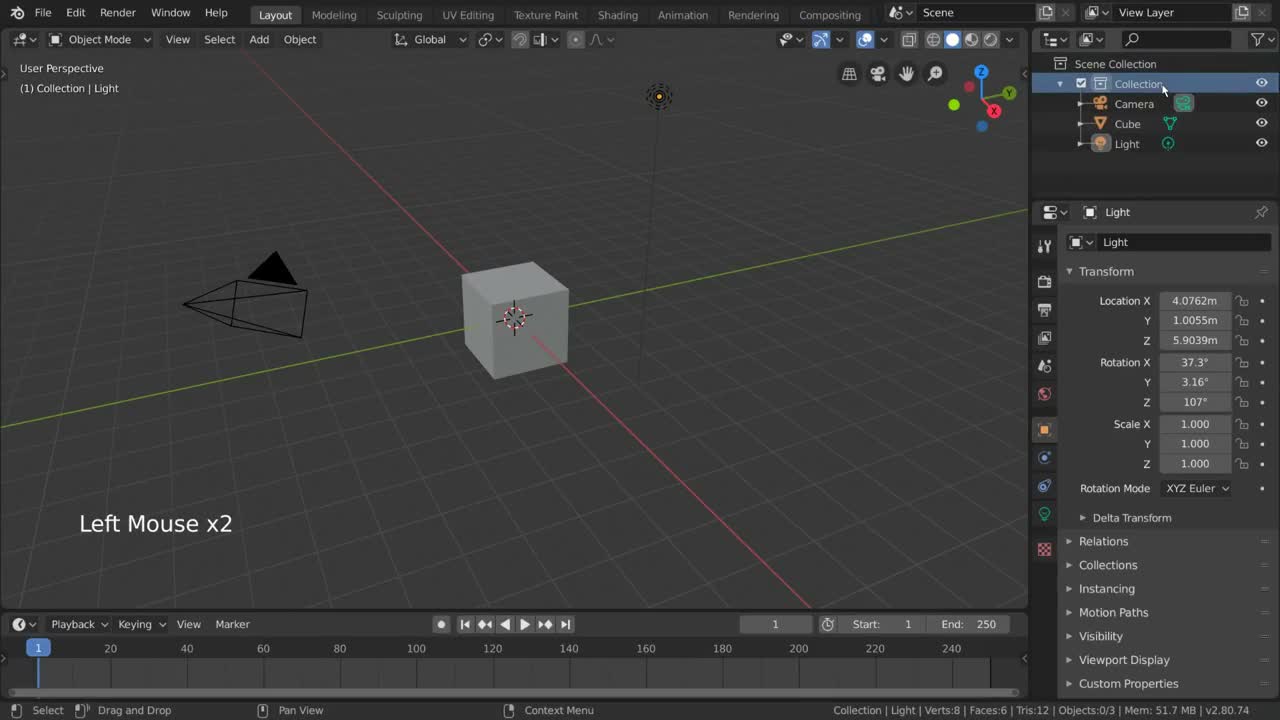 File Edit Render Window Help Layout Modeling Sculpting UV Editing Texture Paint Shading Animation Rendering Compositing Scene View Layer
Object Mode View Select Add Object Global
User Perspective
(1) Collection | Light
Z
Y
X
Scene Collection
Collection
Camera
Cube
Light
Light
Light
Transform
Location X 4.0762m
Y 1.0055m
Z 5.9039m
Rotation X 37.3°
Y 3.16°
Z 107°
Scale X 1.000
Y 1.000
Z 1.000
Rotation Mode XYZ Euler
Delta Transform
Relations
Collections
Instancing
Motion Paths
Visibility
Viewport Display
Custom Properties
Left Mouse x2
Playback Keying View Marker 1 Start: 1 End: 250
1 20 40 60 80 100 120 140 160 180 200 220 240
Select Drag and Drop Pan View Context Menu Collection | Light | Verts:8 | Faces:6 | Tris:12 | Objects:0/3 | Mem: 51.7 MB | v2.80.74